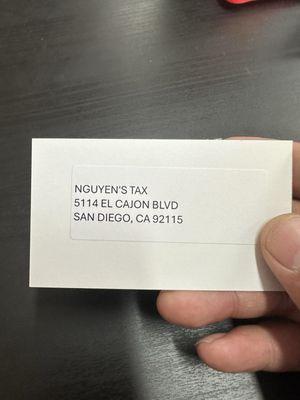 NGUYEN'S TAX
5114 EL CAJON BLVD
SAN DIEGO, CA 92115